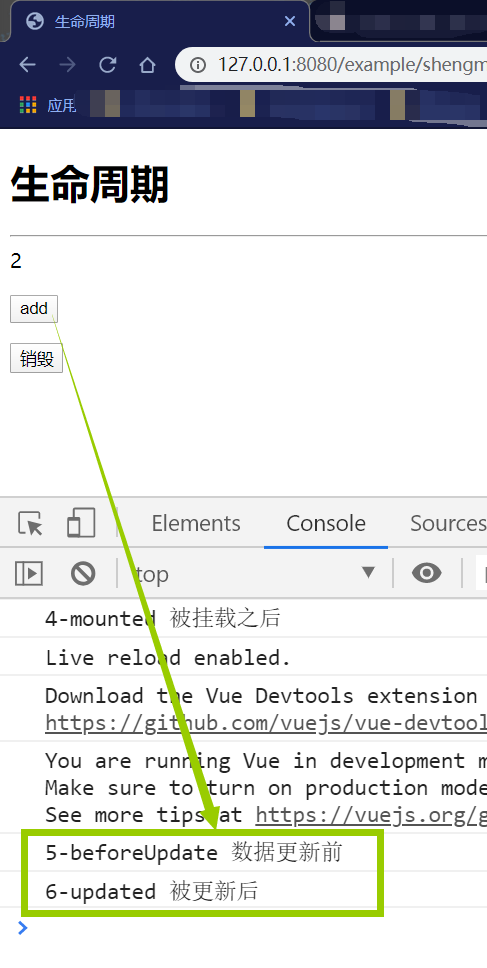 生命周期
127.0.0.1:8080/example/shengm
应用
生命周期
2
add
销毁
Elements Console Sources
top
4-mounted 被挂载之后
Live reload enabled.
Download the Vue Devtools extension
https://github.com/vuejs/vue-devtool
You are running Vue in development m
Make sure to turn on production mode
See more tips at https://vuejs.org/g
5-beforeUpdate 数据更新前
6-updated 被更新后